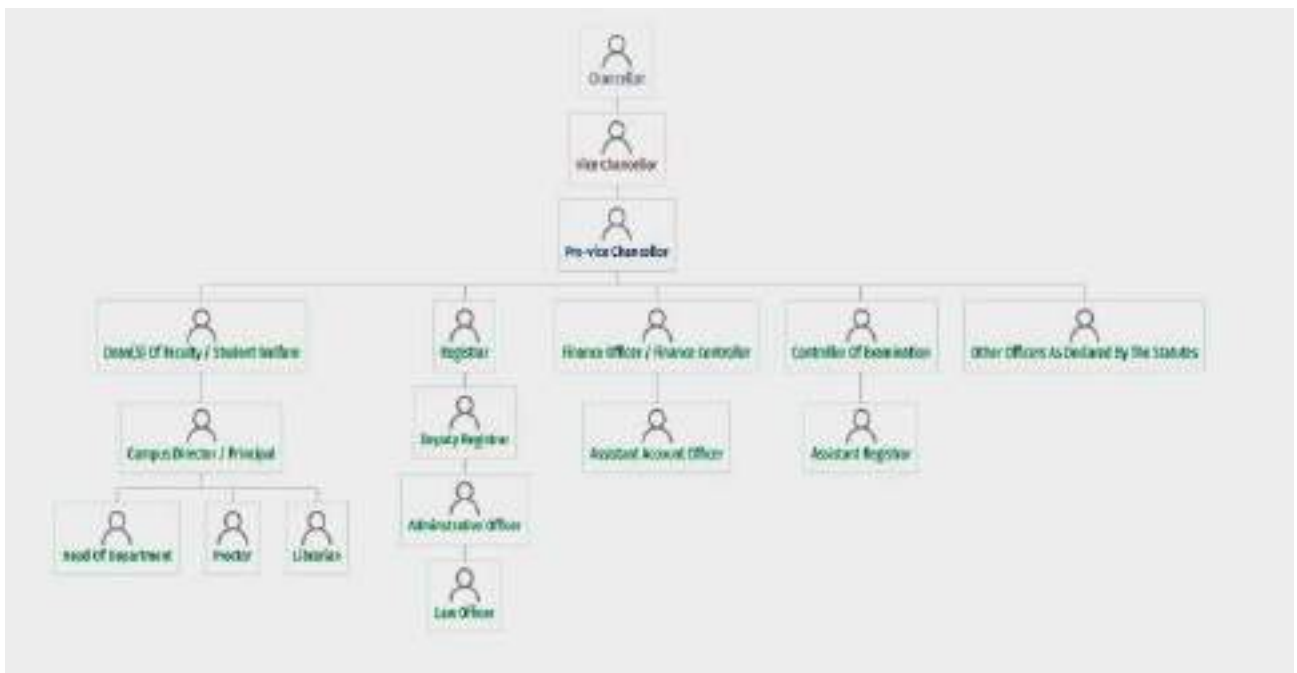 Chancellor
Vice Chancellor
Pro-vice Chancellor
Dean(S) Of Faculty / Student Welfare
Registrar
Finance Officer / Finance Controller
Controller Of Examination
Other Officers As Declared By The Statutes
Campus Director / Principal
Deputy Registrar
Assistant Account Officer
Assistant Registrar
Administrative Officer
Head Of Department
Proctor
Librarian
Law Officer